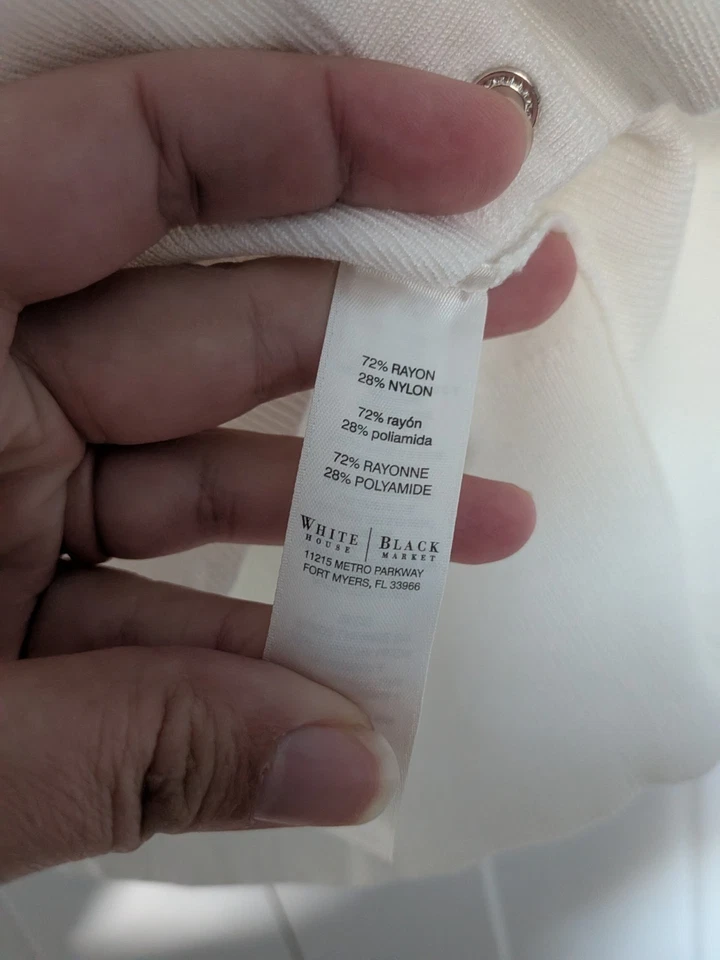 72% RAYON
28% NYLON
72% rayón
28% poliamida
72% RAYONNE
28% POLYAMIDE
WHITE HOUSE | BLACK MARKET
11215 METRO PARKWAY
FORT MYERS, FL 33966